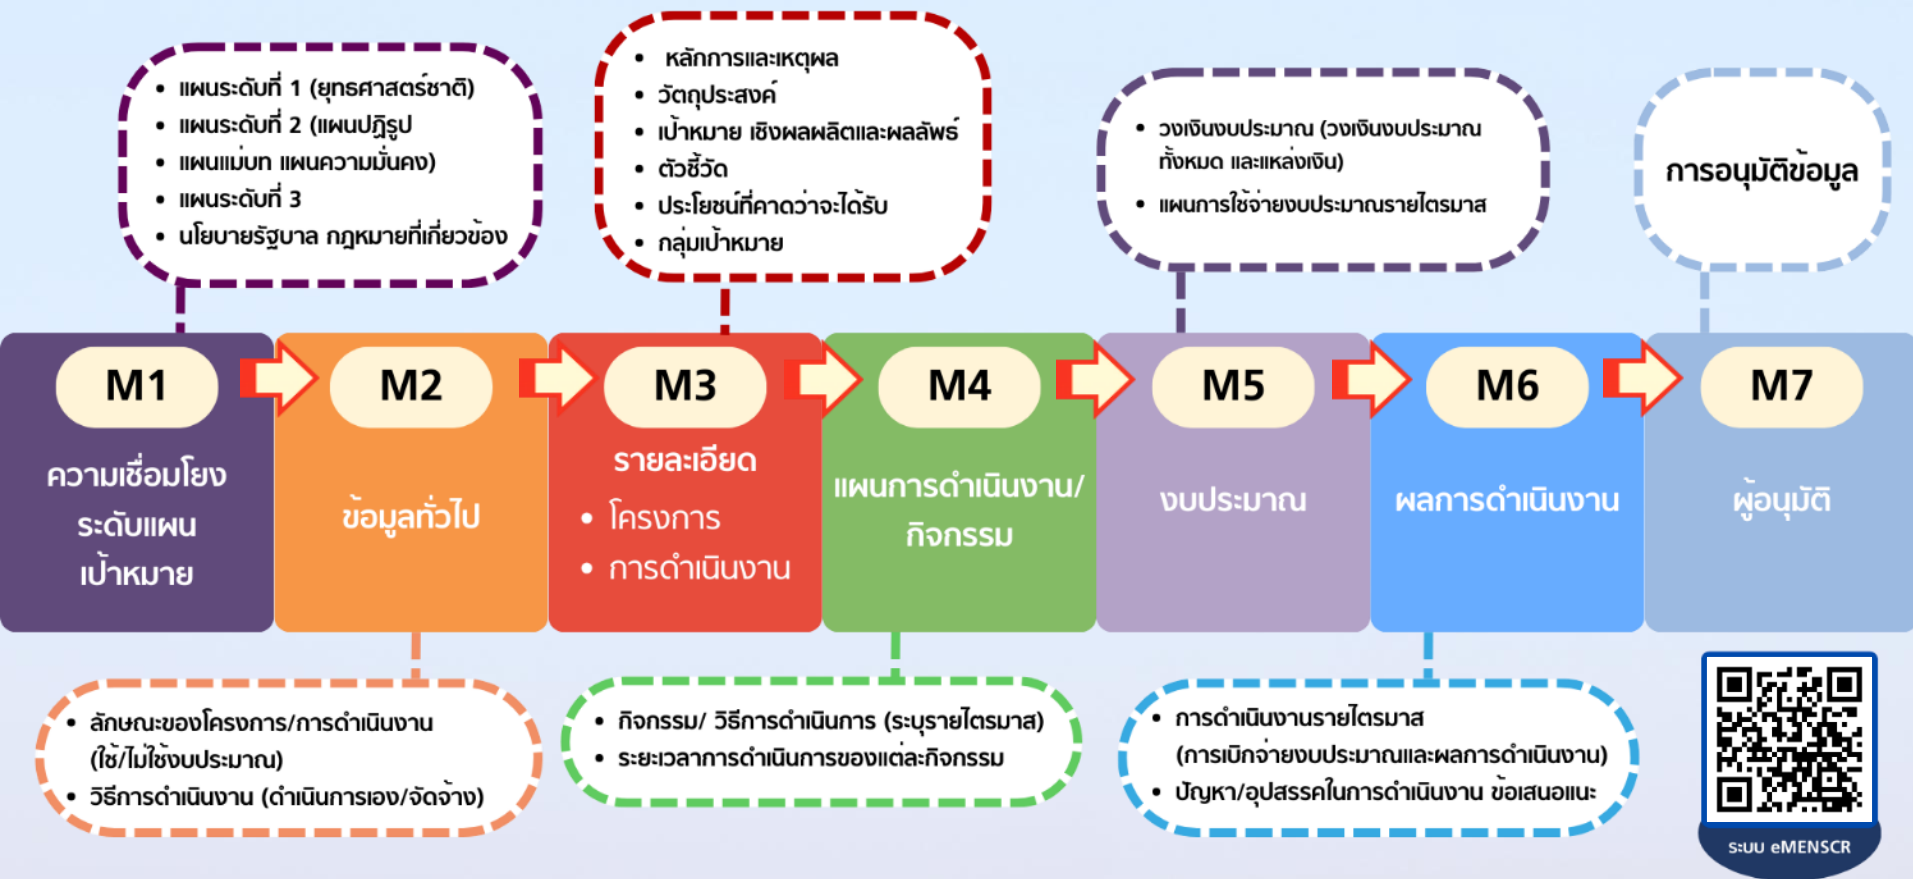 • แผนระดับที่ 1 (ยุทธศาสตร์ชาติ)
• แผนระดับที่ 2 (แผนปฏิรูป
• แผนแม่บท แผนความมั่นคง)
• แผนระดับที่ 3
• นโยบายรัฐบาล กฎหมายที่เกี่ยวข้อง
• หลักการและเหตุผล
• วัตถุประสงค์
• เป้าหมาย เชิงผลผลิตและผลลัพธ์
• ตัวชี้วัด
• ประโยชน์ที่คาดว่าจะได้รับ
• กลุ่มเป้าหมาย
• วงเงินงบประมาณ (วงเงินงบประมาณ
ทั้งหมด และแหล่งเงิน)
• แผนการใช้จ่ายงบประมาณรายไตรมาส
การอนุมัติข้อมูล
M1
ความเชื่อมโยง
ระดับแผน
เป้าหมาย
M2
ข้อมูลทั่วไป
M3
รายละเอียด
• โครงการ
• การดำเนินงาน
M4
แผนการดำเนินงาน/
กิจกรรม
M5
งบประมาณ
M6
ผลการดำเนินงาน
M7
ผู้อนุมัติ
• ลักษณะของโครงการ/การดำเนินงาน
(ใช้/ไม่ใช้งบประมาณ)
• วิธีการดำเนินงาน (ดำเนินการเอง/จัดจ้าง)
• กิจกรรม/ วิธีการดำเนินการ (ระบุรายไตรมาส)
• ระยะเวลาการดำเนินการของแต่ละกิจกรรม
• การดำเนินงานรายไตรมาส
(การเบิกจ่ายงบประมาณและผลการดำเนินงาน)
• ปัญหา/อุปสรรคในการดำเนินงาน ข้อเสนอแนะ
ระบบ eMENSCR